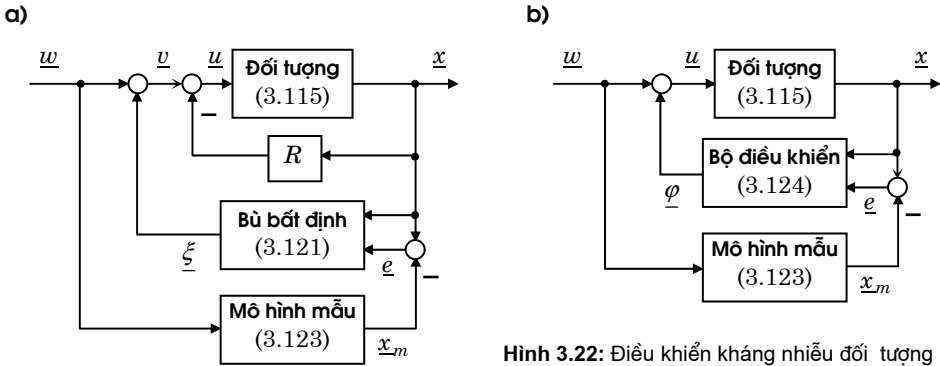 a)
w v u Đối tượng x
(3.115)
R
Bù bất định
(3.121)
ξ e
Mô hình mẫu
(3.123)
x_m
b)
w u Đối tượng x
(3.115)
Bộ điều khiển
(3.124)
φ e
Mô hình mẫu
(3.123)
x_m
Hình 3.22: Điều khiển kháng nhiễu đối tượng